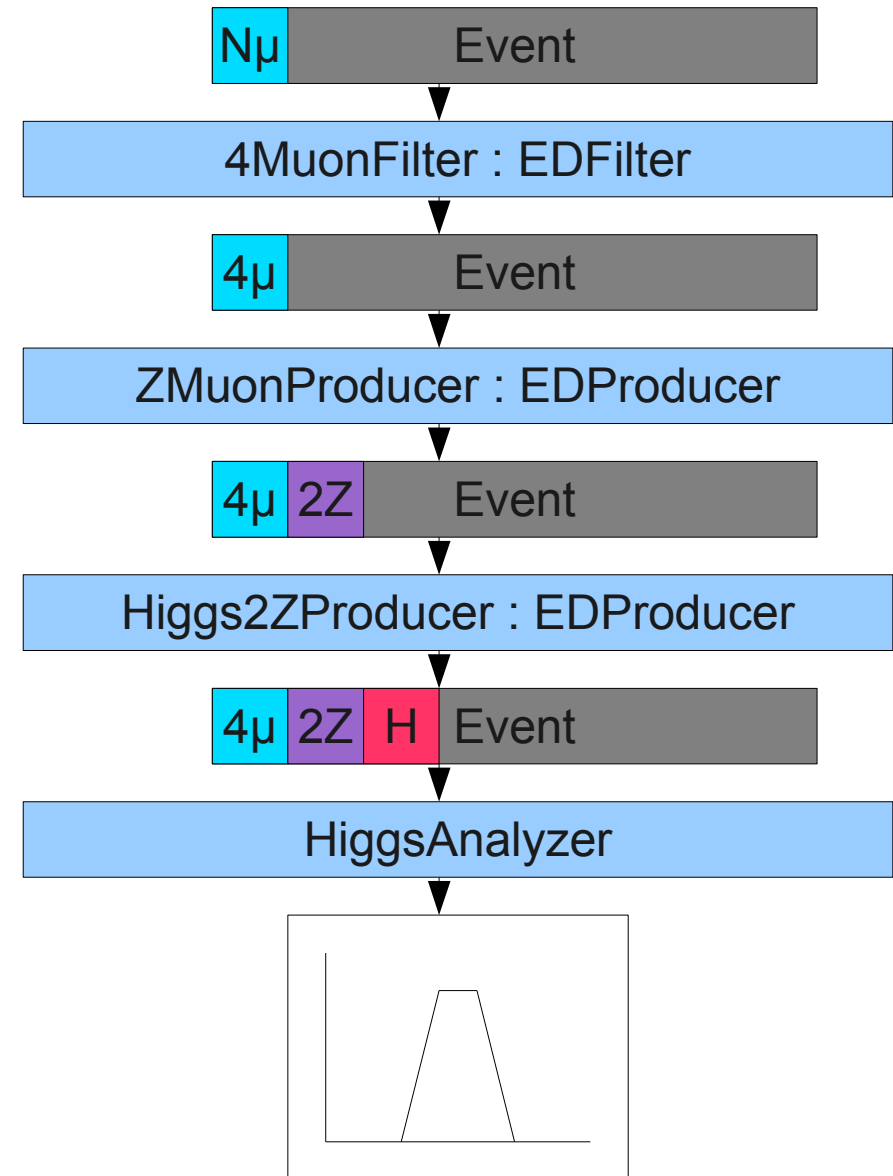 Nμ Event
4MuonFilter : EDFilter
4μ Event
ZMuonProducer : EDProducer
4μ 2Z Event
Higgs2ZProducer : EDProducer
4μ 2Z H Event
HiggsAnalyzer